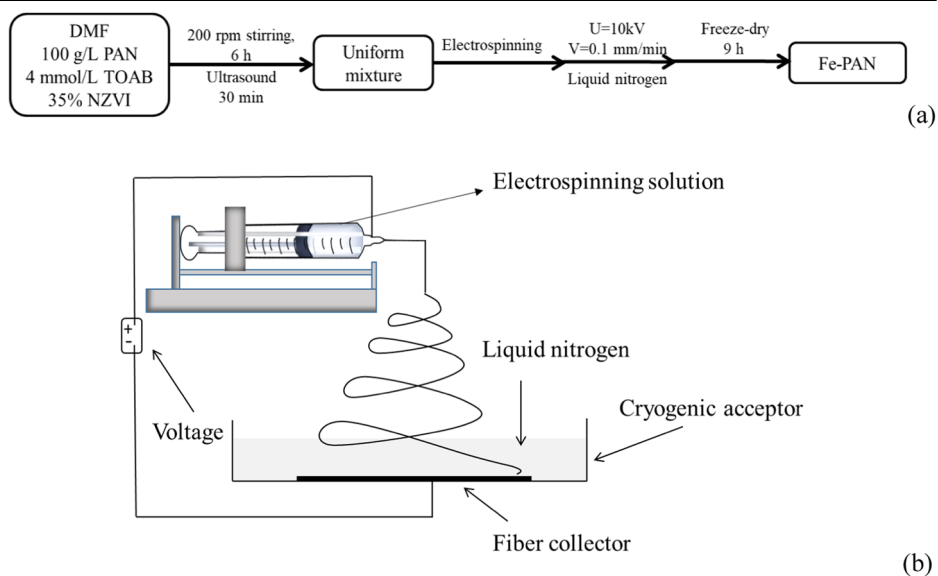 DMF
100 g/L PAN
4 mmol/L TOAB
35% NZVI
200 rpm stirring,
6 h
Ultrasound
30 min
Uniform
mixture
Electrospinning
U=10kV
V=0.1 mm/min
Liquid nitrogen
Freeze-dry
9 h
Fe-PAN
(a)
Electrospinning solution
+
-
Liquid nitrogen
Cryogenic acceptor
Voltage
Fiber collector
(b)